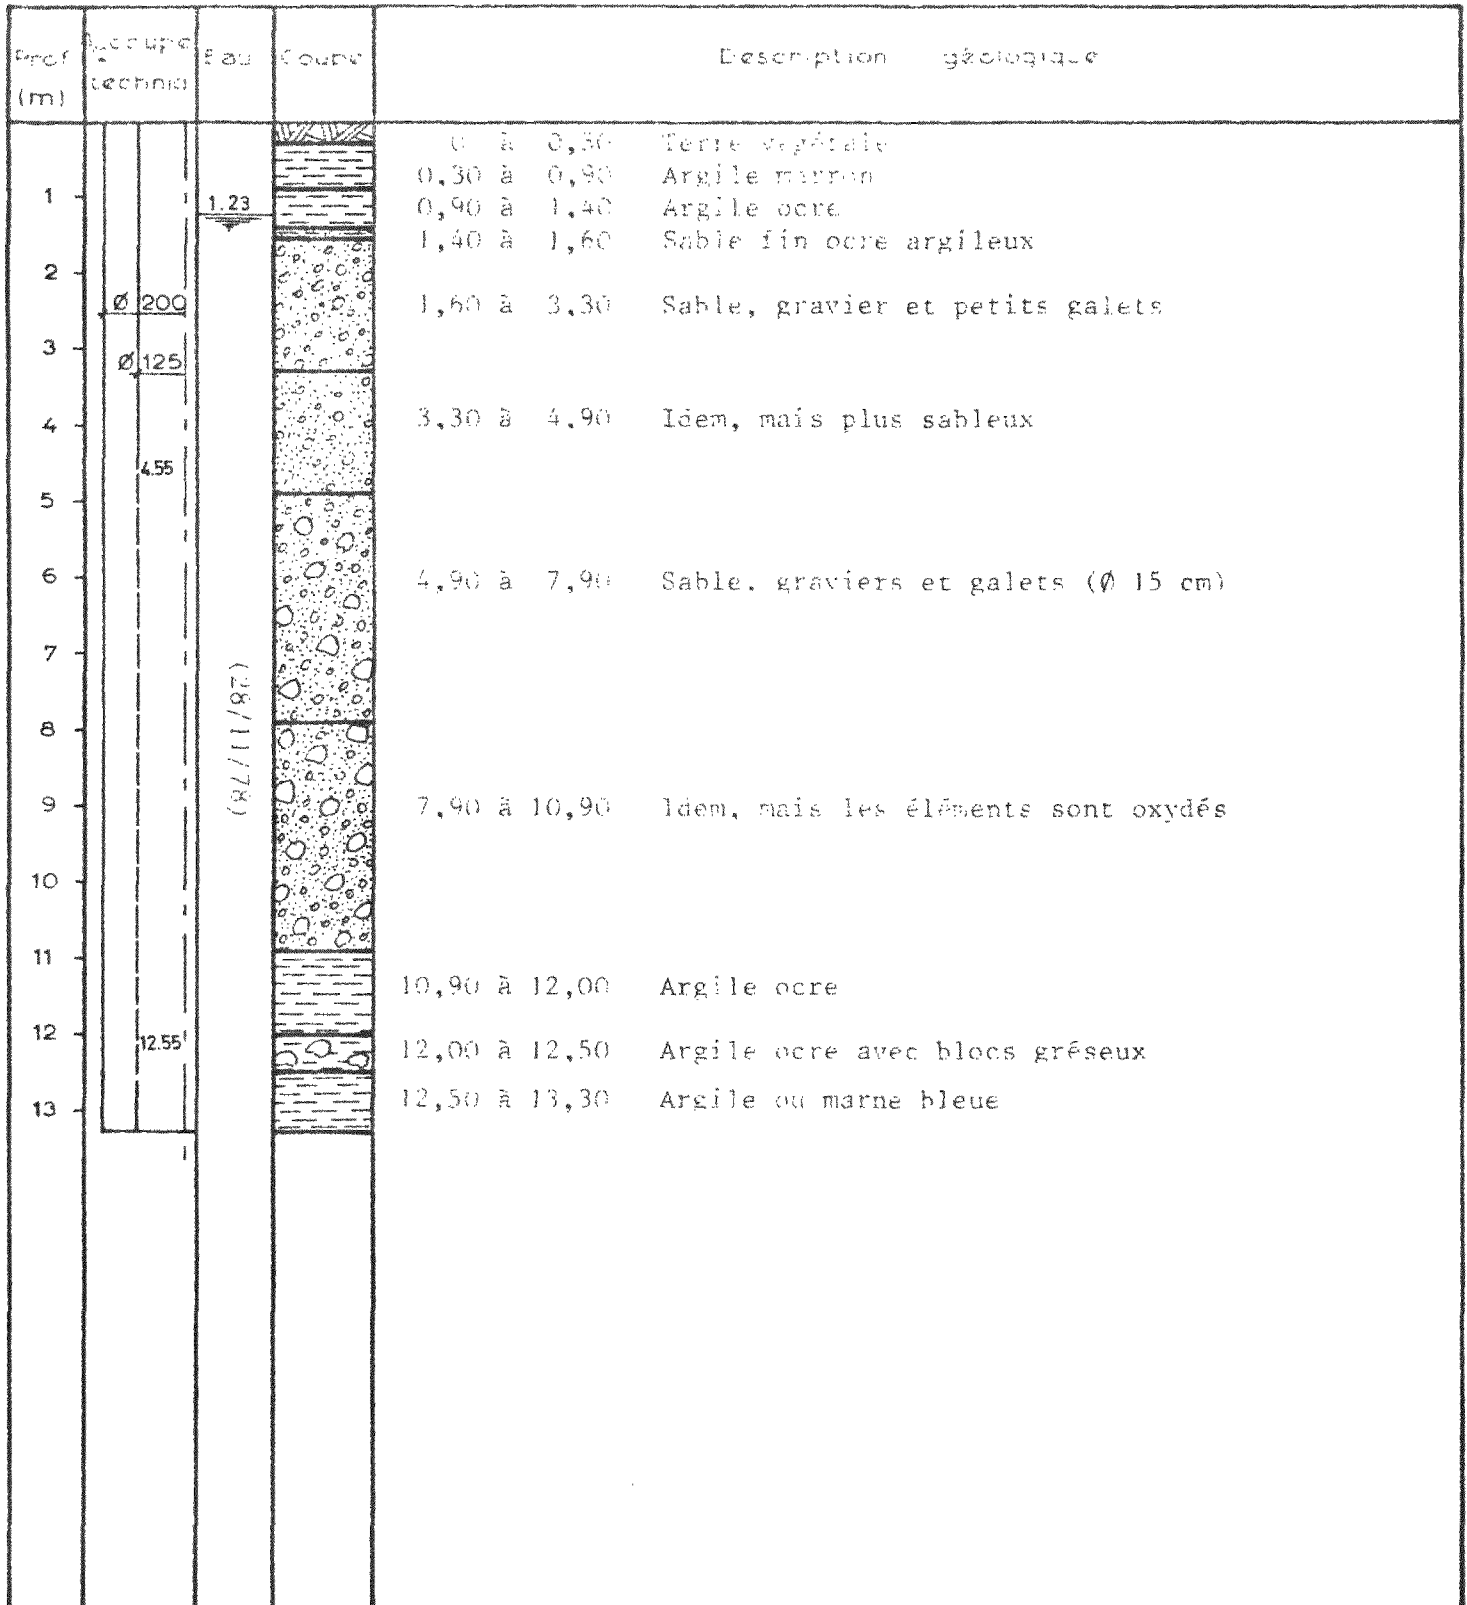 Prof
(m)
1/2 coupe
technia
Eau
Coupe
Description géologique
0 à 0,30 Terre végétale
0,30 à 0,90 Argile marron
1
1.23
0,90 à 1,40 Argile ocre
1,40 à 1,60 Sable fin ocre argileux
2
Ø 200
1,60 à 3,30 Sable, gravier et petits galets
3
Ø 125
4
3,30 à 4,90 Idem, mais plus sableux
4.55
5
6
4,90 à 7,90 Sable, graviers et galets (Ø 15 cm)
7
(28/11/78)
8
9
7,90 à 10,90 Idem, mais les éléments sont oxydés
10
11
10,90 à 12,00 Argile ocre
12
12.55
12,00 à 12,50 Argile ocre avec blocs gréseux
13
12,50 à 13,30 Argile ou marne bleue